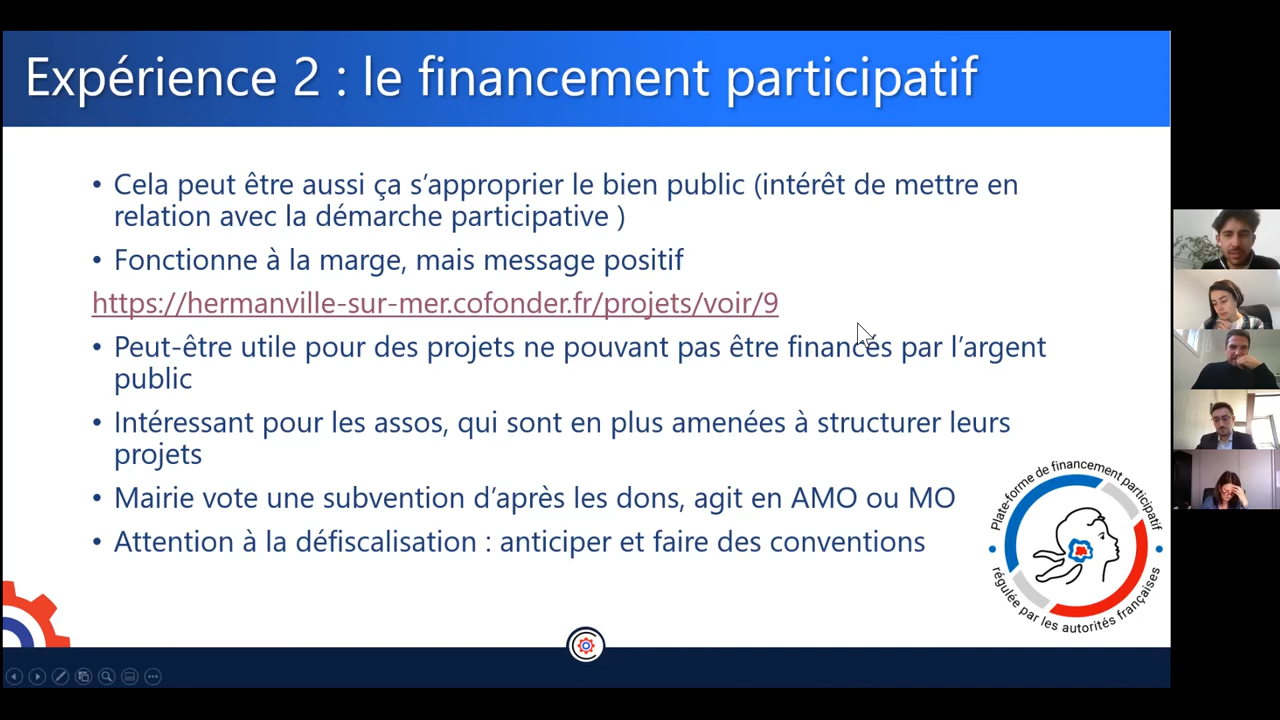 Expérience 2 : le financement participatif
• Cela peut être aussi ça s’approprier le bien public (intérêt de mettre en
relation avec la démarche participative )
• Fonctionne à la marge, mais message positif
https://hermanville-sur-mer.cofonder.fr/projets/voir/9
• Peut-être utile pour des projets ne pouvant pas être financés par l’argent
public
• Intéressant pour les assos, qui sont en plus amenées à structurer leurs
projets
• Mairie vote une subvention d’après les dons, agit en AMO ou MO
• Attention à la défiscalisation : anticiper et faire des conventions
Plate-forme de financement participatif
régulée par les autorités françaises